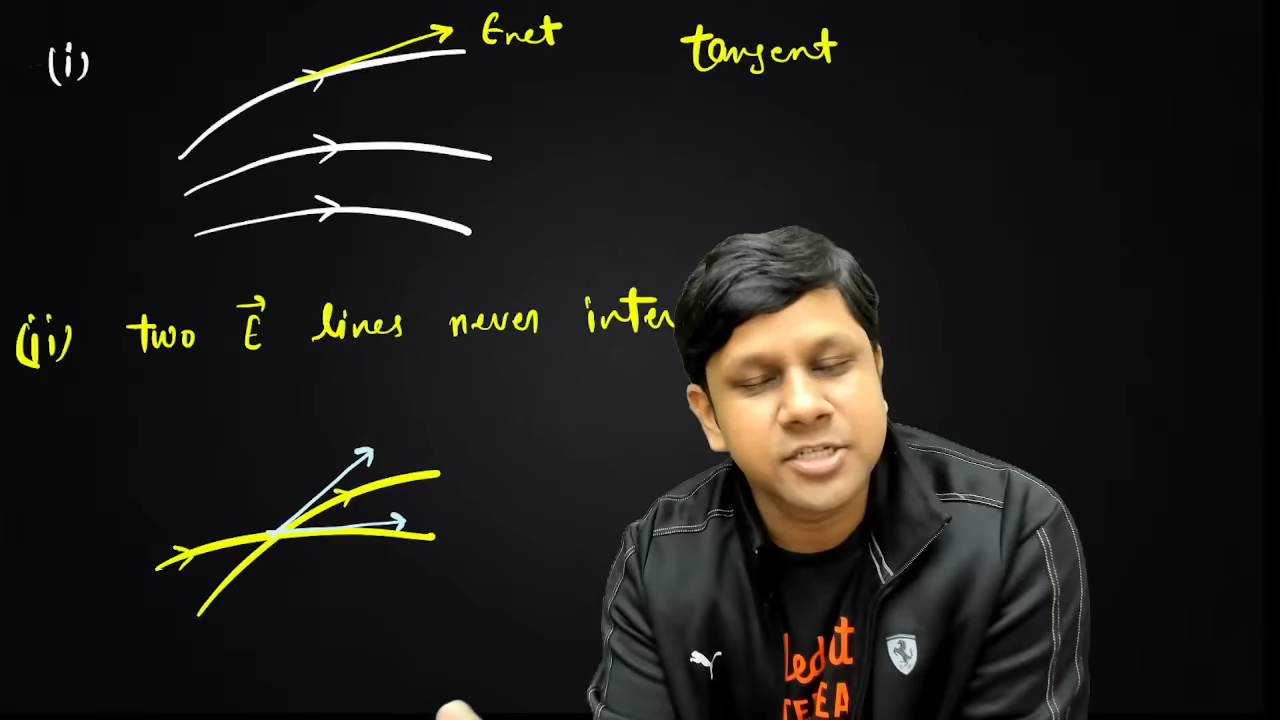 (i) Enet tangent
(ii) two E⃗ lines never inter